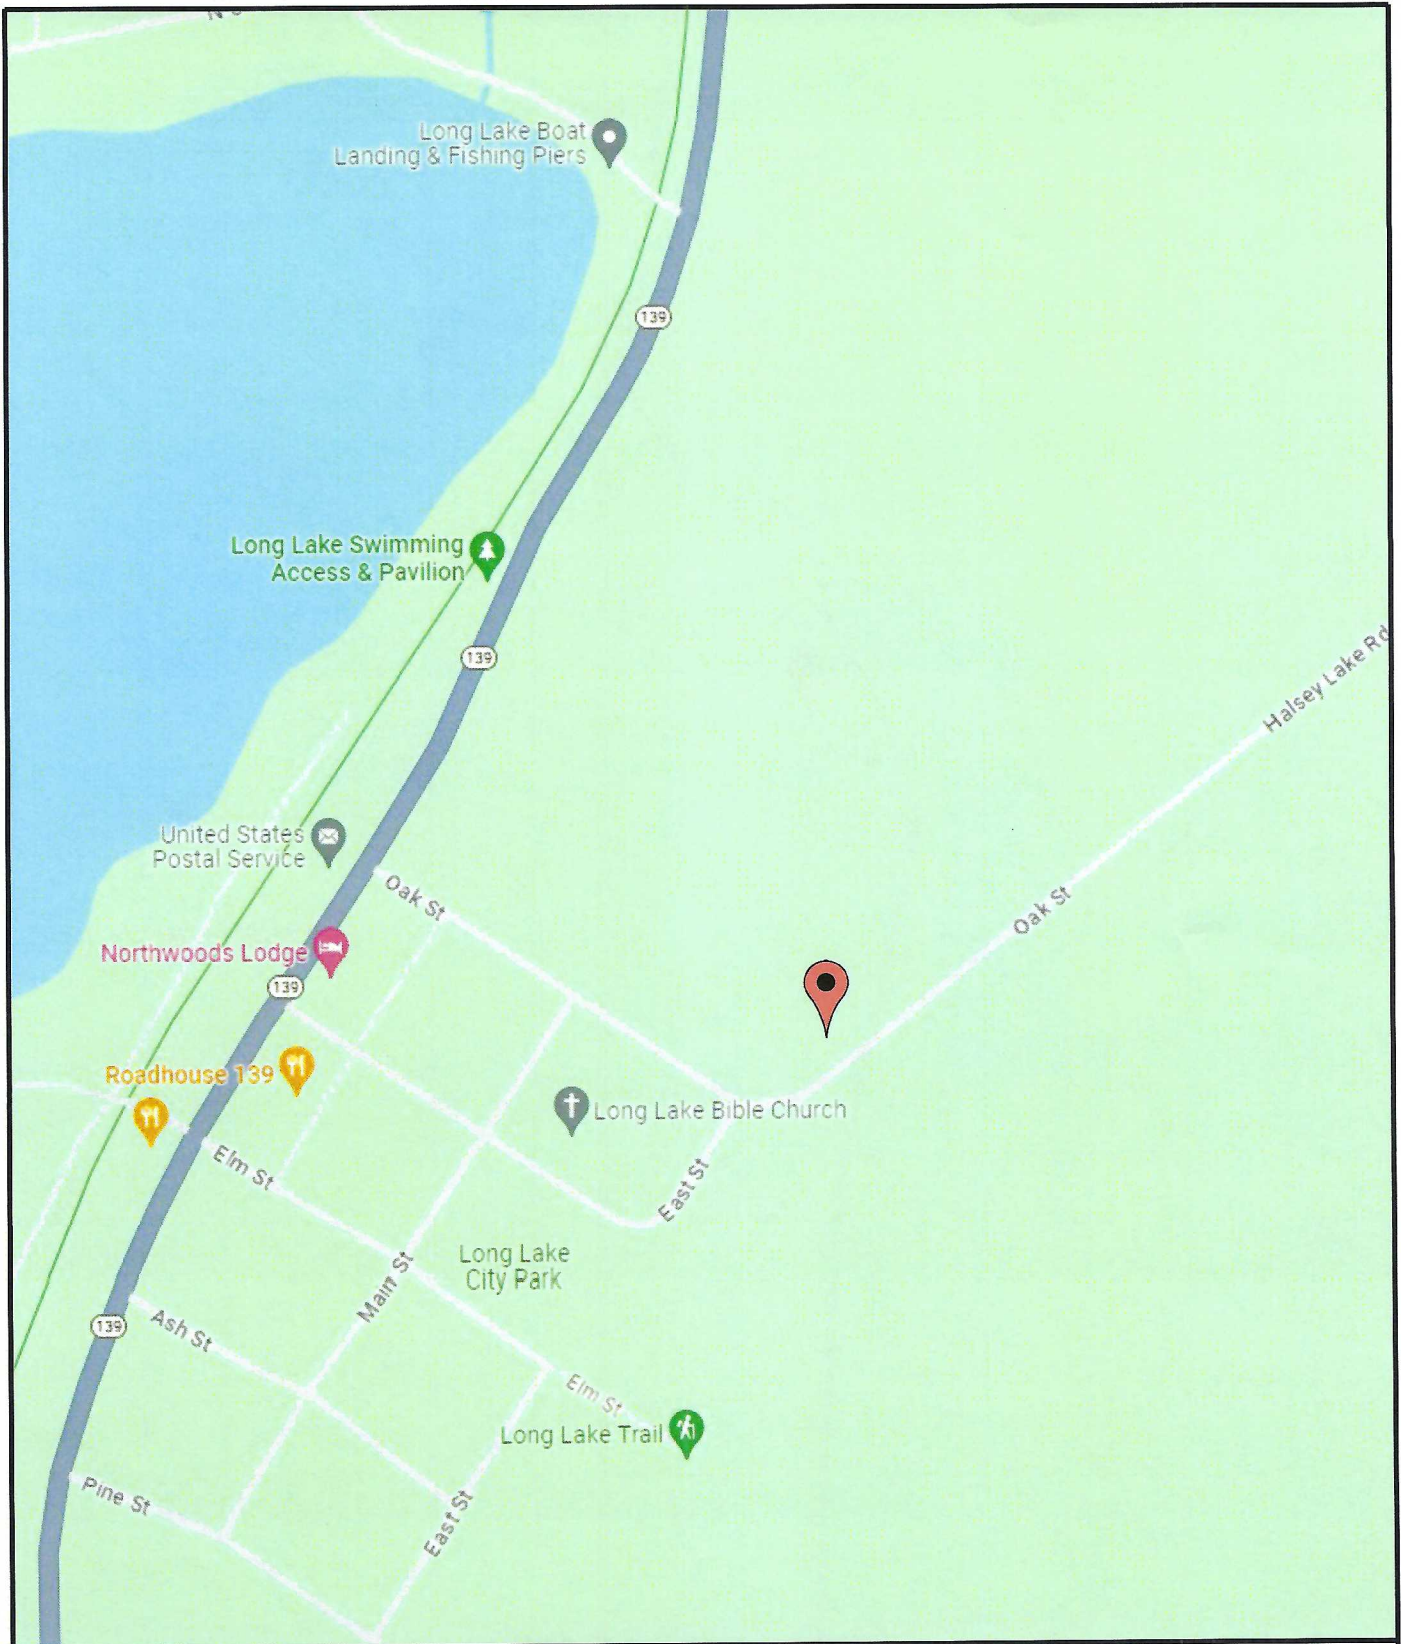 Long Lake Boat
Landing & Fishing Piers
139
Long Lake Swimming
Access & Pavilion
139
Halsey Lake Rd
United States
Postal Service
Oak St
Oak St
Northwoods Lodge
139
Roadhouse 139
Long Lake Bible Church
Elm St
East St
Long Lake
City Park
Main St
139
Ash St
Elm St
Long Lake Trail
Pine St
East St